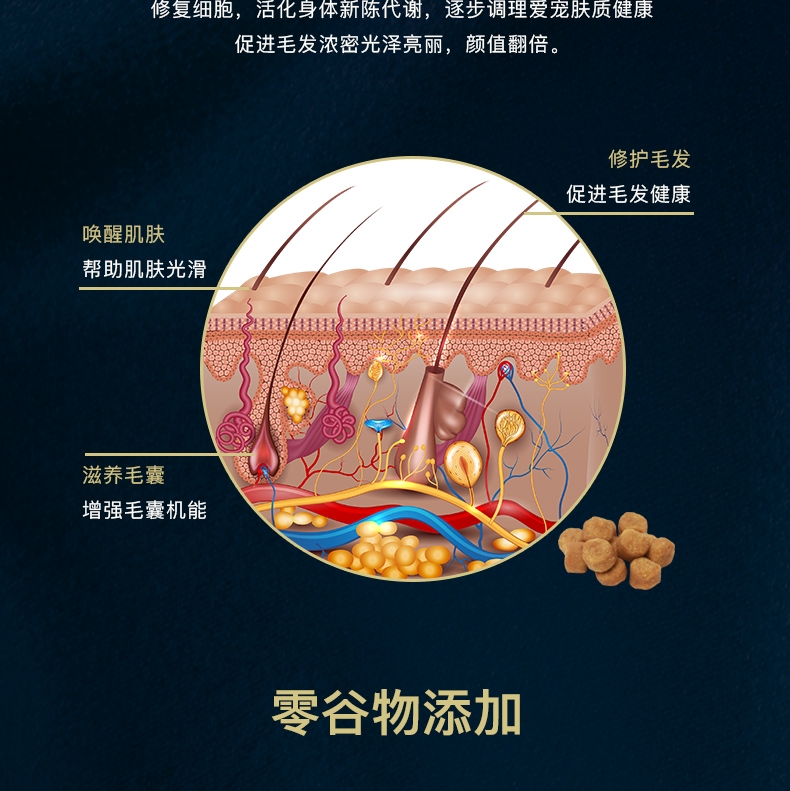 修复细胞，活化身体新陈代谢，逐步调理爱宠肤质健康
促进毛发浓密光泽亮丽，颜值翻倍。
修护毛发
促进毛发健康
唤醒肌肤
帮助肌肤光滑
滋养毛囊
增强毛囊机能
零谷物添加